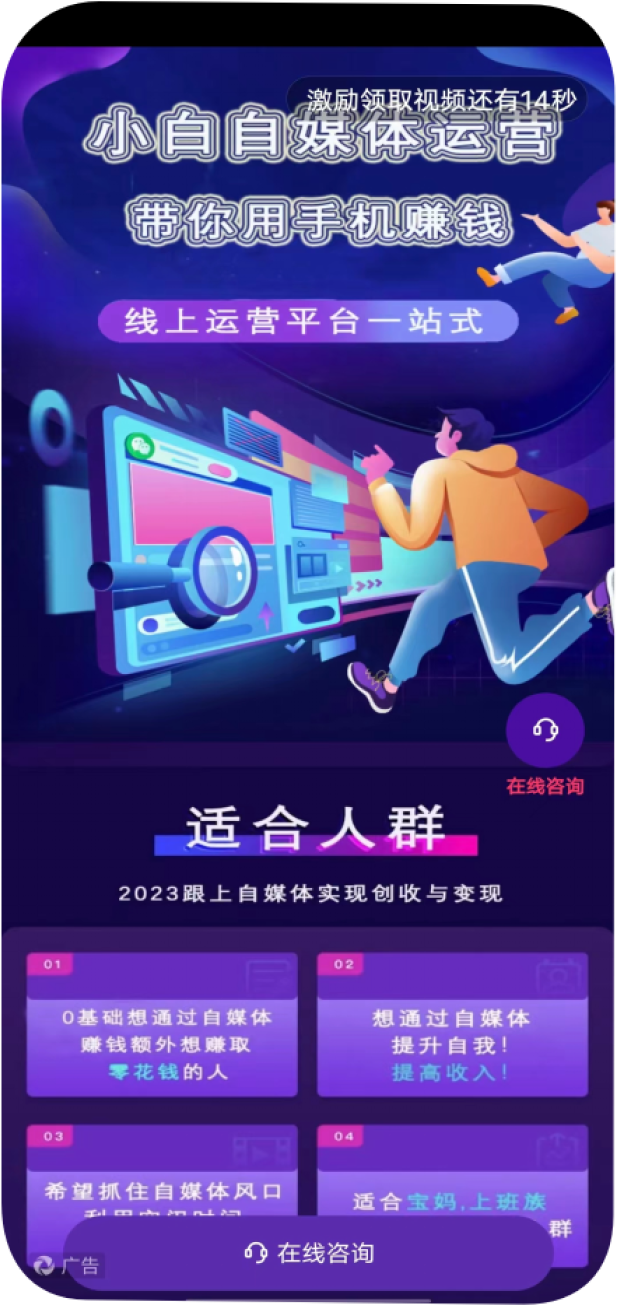 激励领取视频还有14秒
小白自媒体运营
带你用手机赚钱
线上运营平台一站式
在线咨询
适合人群
2023跟上自媒体实现创收与变现
01
0基础想通过自媒体
赚钱额外想赚取
零花钱的人
02
想通过自媒体
提升自我！
提高收入！
03
希望抓住自媒体风口
04
适合宝妈,上班族
群
在线咨询
广告